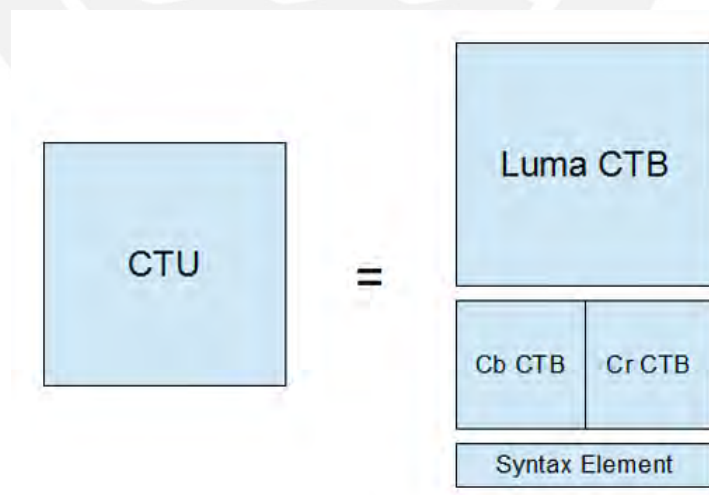 CTU
=
Luma CTB
Cb CTB
Cr CTB
Syntax Element